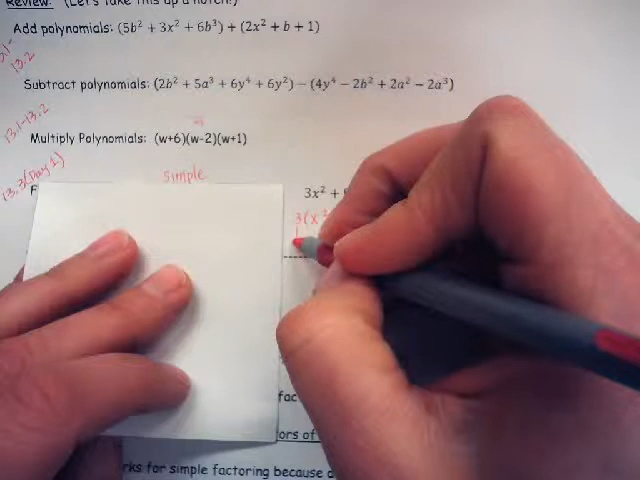 Review: (Let's take this up a notch!)
Add polynomials: (5b² + 3x² + 6b³) + (2x² + b + 1)
13.2
Subtract polynomials: (2b² + 5a³ + 6y⁴ + 6y²) – (4y⁴ – 2b² + 2a² – 2a³)
13.1-13.2
Multiply Polynomials: (w+6)(w-2)(w+1)
13.3 (Day 1)
simple
F 3x² +
3(x²
fac
ors of
rks for simple factoring because